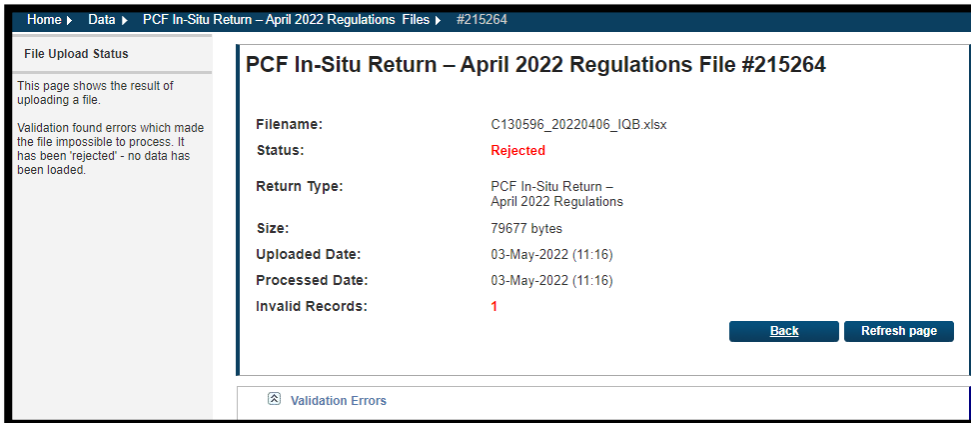 Home Data PCF In-Situ Return – April 2022 Regulations Files #215264
File Upload Status
This page shows the result of
uploading a file.
Validation found errors which made
the file impossible to process. It
has been 'rejected' - no data has
been loaded.
PCF In-Situ Return – April 2022 Regulations File #215264
Filename: C130596_20220406_IQB.xlsx
Status: Rejected
Return Type: PCF In-Situ Return –
April 2022 Regulations
Size: 79677 bytes
Uploaded Date: 03-May-2022 (11:16)
Processed Date: 03-May-2022 (11:16)
Invalid Records: 1
Back Refresh page
Validation Errors